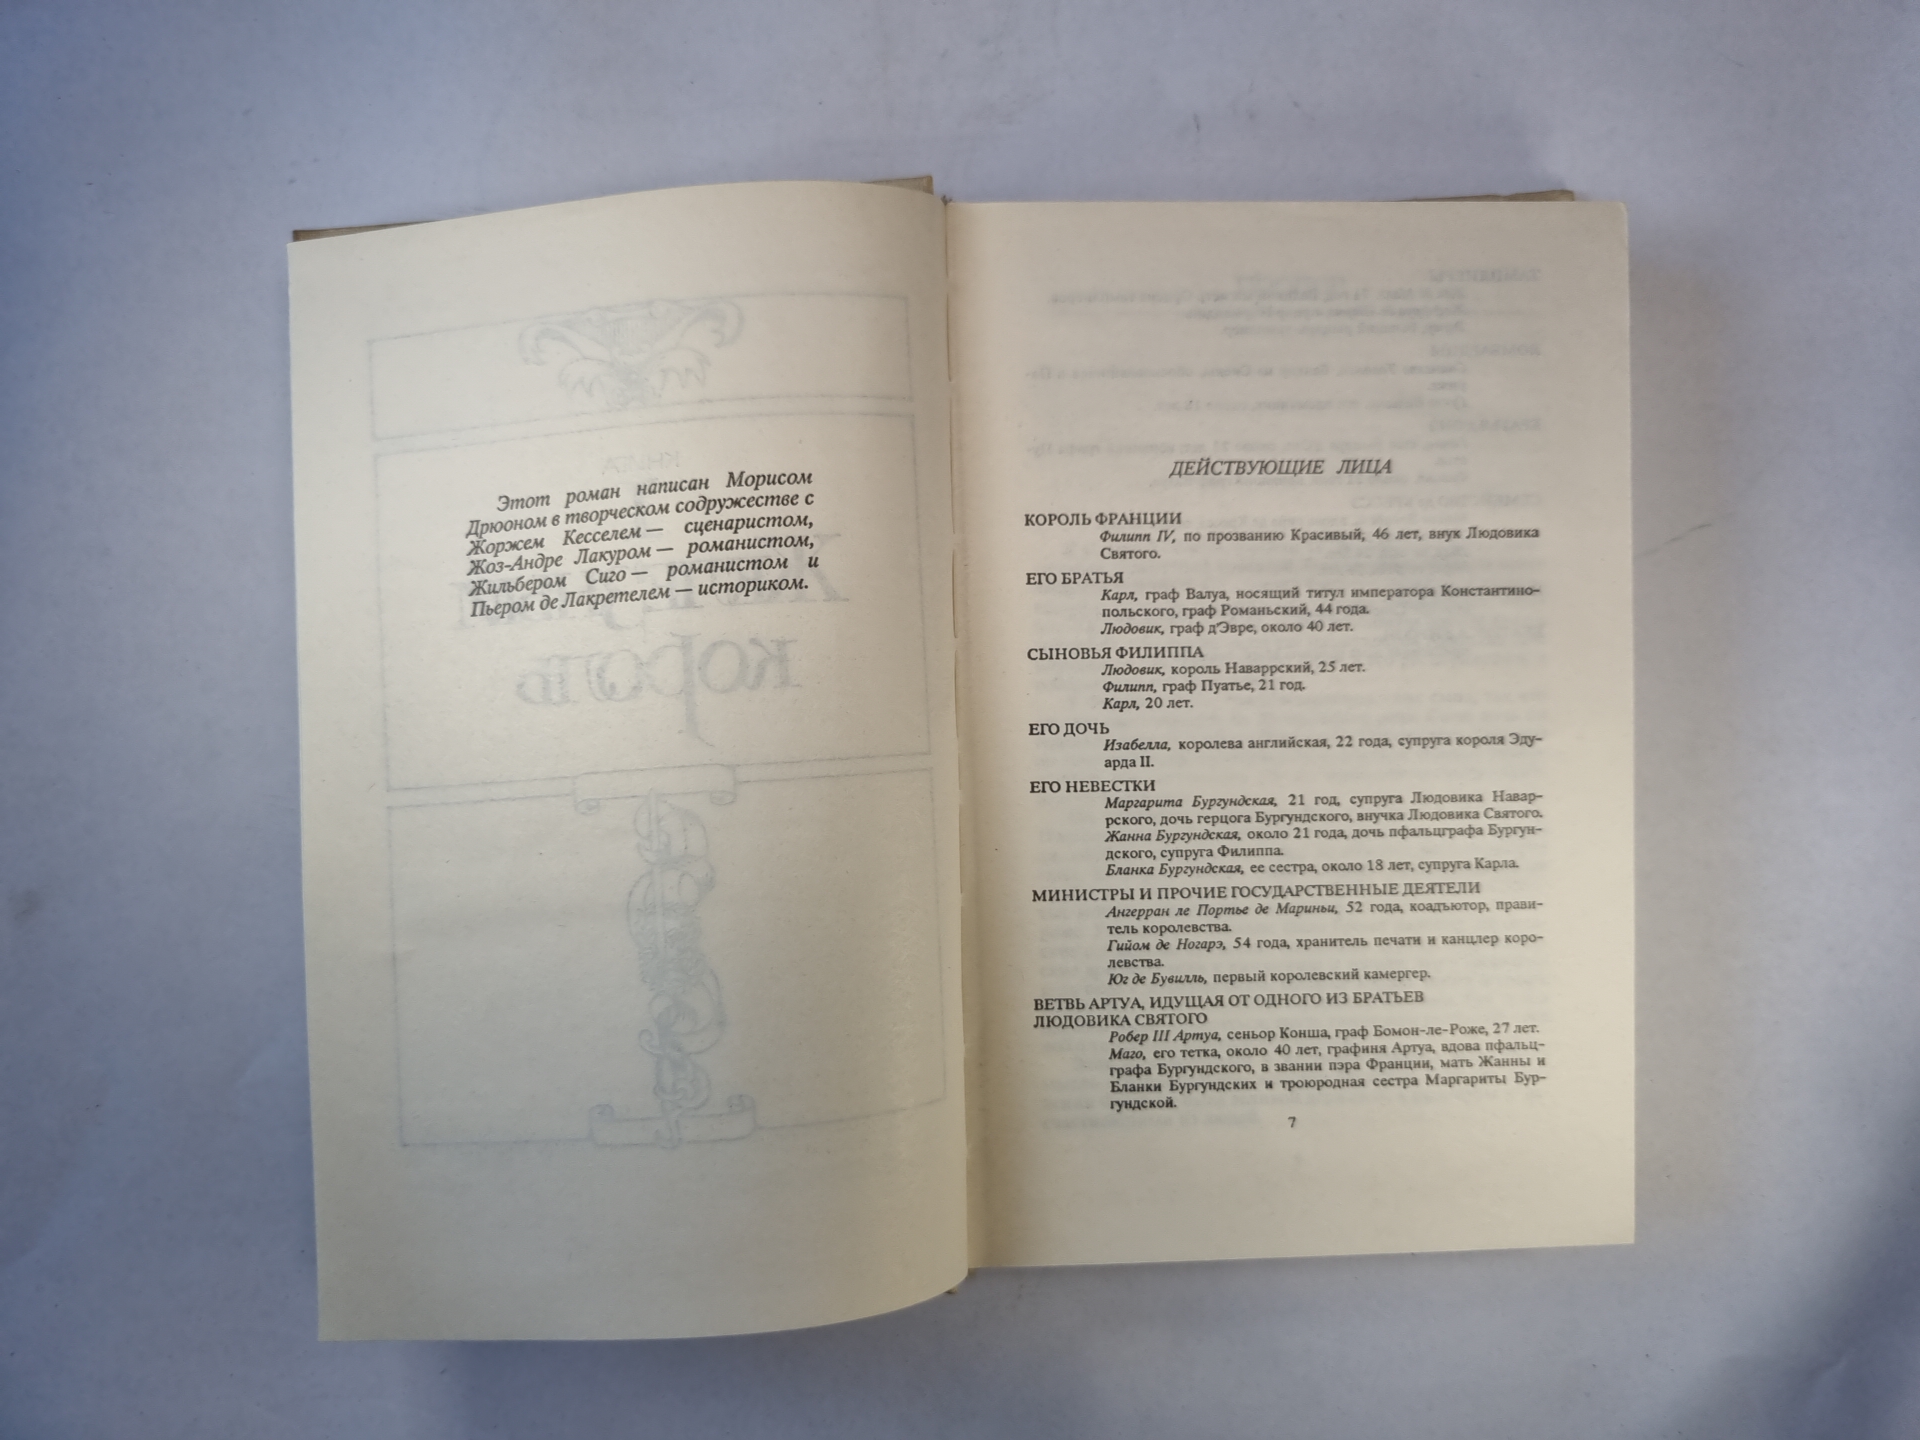 Этот роман написан Морисом
Дрюоном в творческом содружестве с
Жоржем Кесселем — сценаристом,
Жоз-Андре Лакуром — романистом,
Жильбером Сиго — романистом и
Пьером де Лакретелем — историком.
ДЕЙСТВУЮЩИЕ ЛИЦА
КОРОЛЬ ФРАНЦИИ
Филипп IV, по прозванию Красивый, 46 лет, внук Людовика
Святого.
ЕГО БРАТЬЯ
Карл, граф Валуа, носящий титул императора Константино-
польского, граф Романьский, 44 года.
Людовик, граф д'Эвре, около 40 лет.
СЫНОВЬЯ ФИЛИППА
Людовик, король Наваррский, 25 лет.
Филипп, граф Пуатье, 21 год.
Карл, 20 лет.
ЕГО ДОЧЬ
Изабелла, королева английская, 22 года, супруга короля Эду-
арда II.
ЕГО НЕВЕСТКИ
Маргарита Бургундская, 21 год, супруга Людовика Навар-
рского, дочь герцога Бургундского, внучка Людовика Святого.
Жанна Бургундская, около 21 года, дочь пфальцграфа Бургун-
дского, супруга Филиппа.
Бланка Бургундская, ее сестра, около 18 лет, супруга Карла.
МИНИСТРЫ И ПРОЧИЕ ГОСУДАРСТВЕННЫЕ ДЕЯТЕЛИ
Ангерран ле Портье де Мариньи, 52 года, коадъютор, прави-
тель королевства.
Гийом де Ногарэ, 54 года, хранитель печати и канцлер коро-
левства.
Юг де Бувилль, первый королевский камергер.
ВЕТВЬ АРТУА, ИДУЩАЯ ОТ ОДНОГО ИЗ БРАТЬЕВ
ЛЮДОВИКА СВЯТОГО
Робер III Артуа, сеньор Конша, граф Бомон-ле-Роже, 27 лет.
Маго, его тетка, около 40 лет, графиня Артуа, вдова пфальц-
графа Бургундского, в звании пэра Франции, мать Жанны и
Бланки Бургундских и троюродная сестра Маргариты Бур-
гундской.
7